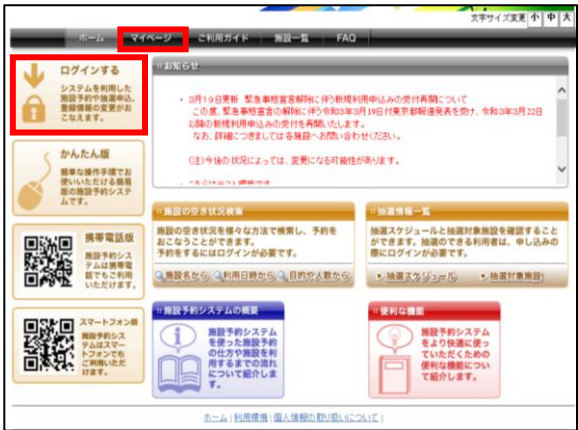 文字サイズ変更 小 中 大
ホーム マイページ ご利用ガイド 施設一覧 FAQ
ログインする
システムを利用した
施設予約や抽選申込、
登録情報の変更がお
こなえます。
かんたん版
簡単な操作手順でお
使いいただける簡易
版の施設予約システ
ムです。
携帯電話版
施設予約シス
テムは携帯電
話でもご利用
いただけます。
スマートフォン版
施設予約シス
テムはスマー
トフォンでも
ご利用いただ
けます。
お知らせ
・ 3月19日更新 緊急事態宣言解除に伴う新規利用申込みの受付再開について
この度、緊急事態宣言の解除に伴う令和3年3月19日付東京都報道発表を受け、令和3年3月22日
以降の新規利用申込みの受付を再開いたします。
なお、詳細につきましては各施設へお問い合わせください。
(注)今後の状況によっては、変更になる可能性があります。
施設の空き状況検索
施設の空き状況を様々な方法で検索し、予約を
おこなうことができます。
予約をするにはログインが必要です。
施設名から 利用日時から 目的や人数から
抽選情報一覧
抽選スケジュールと抽選対象施設を確認すること
ができます。抽選のできる利用者は、申し込みの
際にログインが必要です。
抽選スケジュール 抽選対象施設
施設予約システムの概要
施設予約システム
を使った施設予約
の仕方や施設を利
用するまでの流れ
について紹介しま
す。
便利な機能
施設予約システム
をより快適に使っ
ていただくための
便利な機能につい
て紹介します。
ホーム | 利用環境 | 個人情報の取り扱いについて |